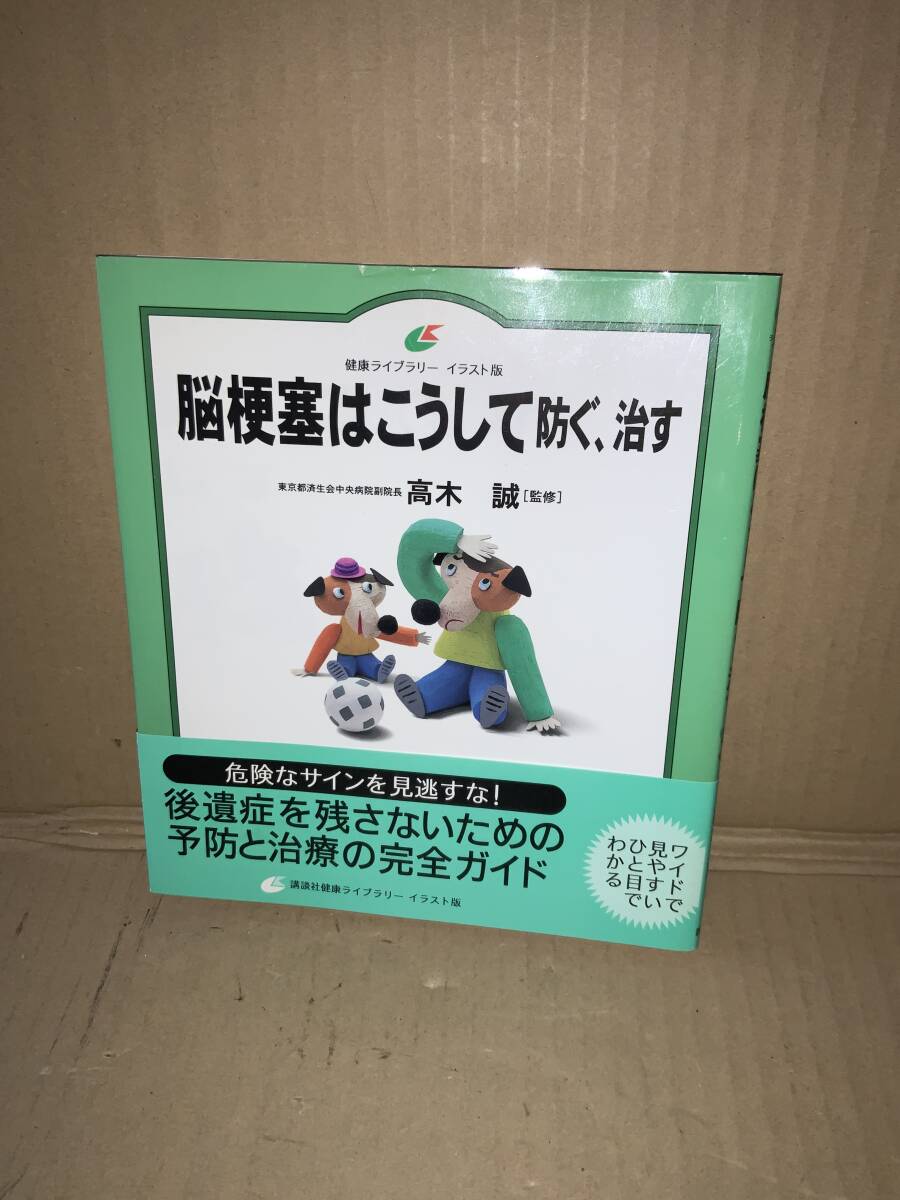 健康ライブラリー イラスト版
脳梗塞はこうして防ぐ、治す
東京都済生会中央病院副院長 高木 誠[監修]
危険なサインを見逃すな!
後遺症を残さないための
予防と治療の完全ガイド
講談社健康ライブラリー イラスト版
ワイドで
見やすい
ひと目で
わかる